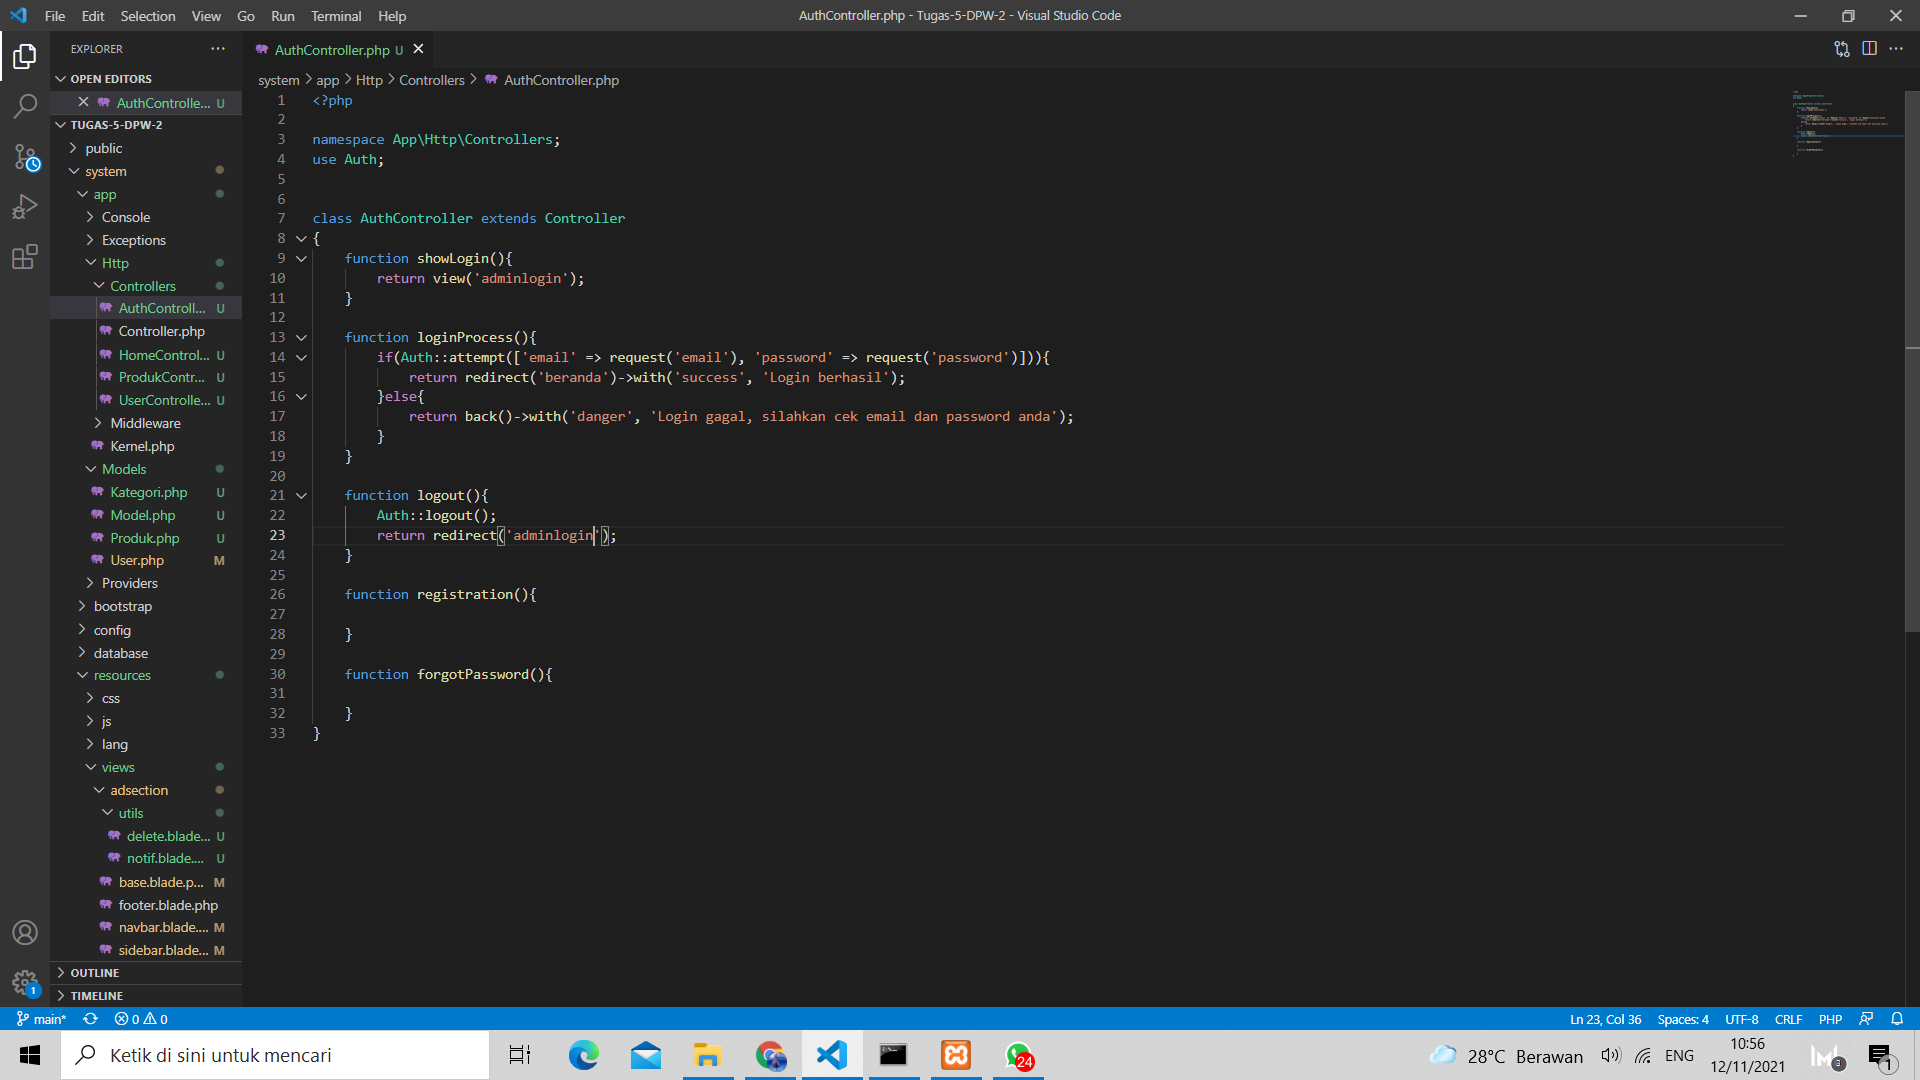 File Edit Selection View Go Run Terminal Help
AuthController.php - Tugas-5-DPW-2 - Visual Studio Code
EXPLORER
OPEN EDITORS
AuthControlle... U
TUGAS-5-DPW-2
public
system
app
Console
Exceptions
Http
Controllers
AuthControll... U
Controller.php
HomeControl... U
ProdukContr... U
UserControlle... U
Middleware
Kernel.php
Models
Kategori.php U
Model.php U
Produk.php U
User.php M
Providers
bootstrap
config
database
resources
css
js
lang
views
adsection
utils
delete.blade.... U
notif.blade.... U
base.blade.p... M
footer.blade.php
navbar.blade.... M
sidebar.blade... M
OUTLINE
TIMELINE
AuthController.php U
system > app > Http > Controllers > AuthController.php
1 <?php
2
3 namespace App\Http\Controllers;
4 use Auth;
5
6
7 class AuthController extends Controller
8 {
9 function showLogin(){
10 return view('adminlogin');
11 }
12
13 function loginProcess(){
14 if(Auth::attempt(['email' => request('email'), 'password' => request('password')])){
15 return redirect('beranda')->with('success', 'Login berhasil');
16 }else{
17 return back()->with('danger', 'Login gagal, silahkan cek email dan password anda');
18 }
19 }
20
21 function logout(){
22 Auth::logout();
23 return redirect('adminlogin');
24 }
25
26 function registration(){
27
28 }
29
30 function forgotPassword(){
31
32 }
33 }
1
main* 0 0
Ln 23, Col 36 Spaces: 4 UTF-8 CRLF PHP
Ketik di sini untuk mencari
24
28°C Berawan
ENG
10:56
12/11/2021
3
1